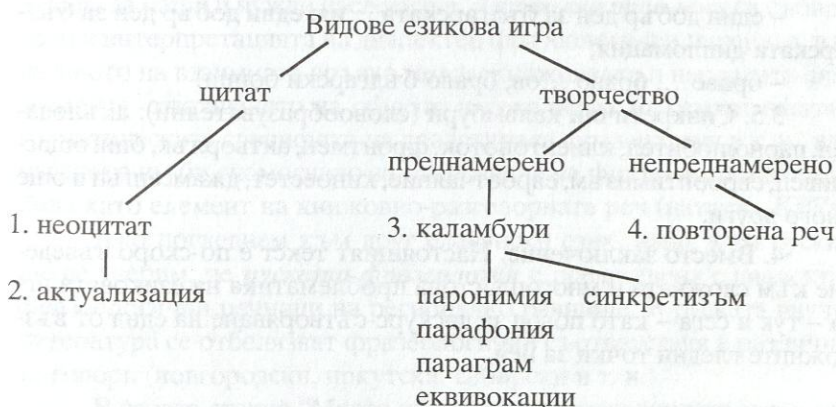 Видове езикова игра
цитат творчество
преднамерено непреднамерено
1. неоцитат 3. каламбури 4. повторена реч
2. актуализация паронимия синкретизъм
парафония
параграм
еквивокации